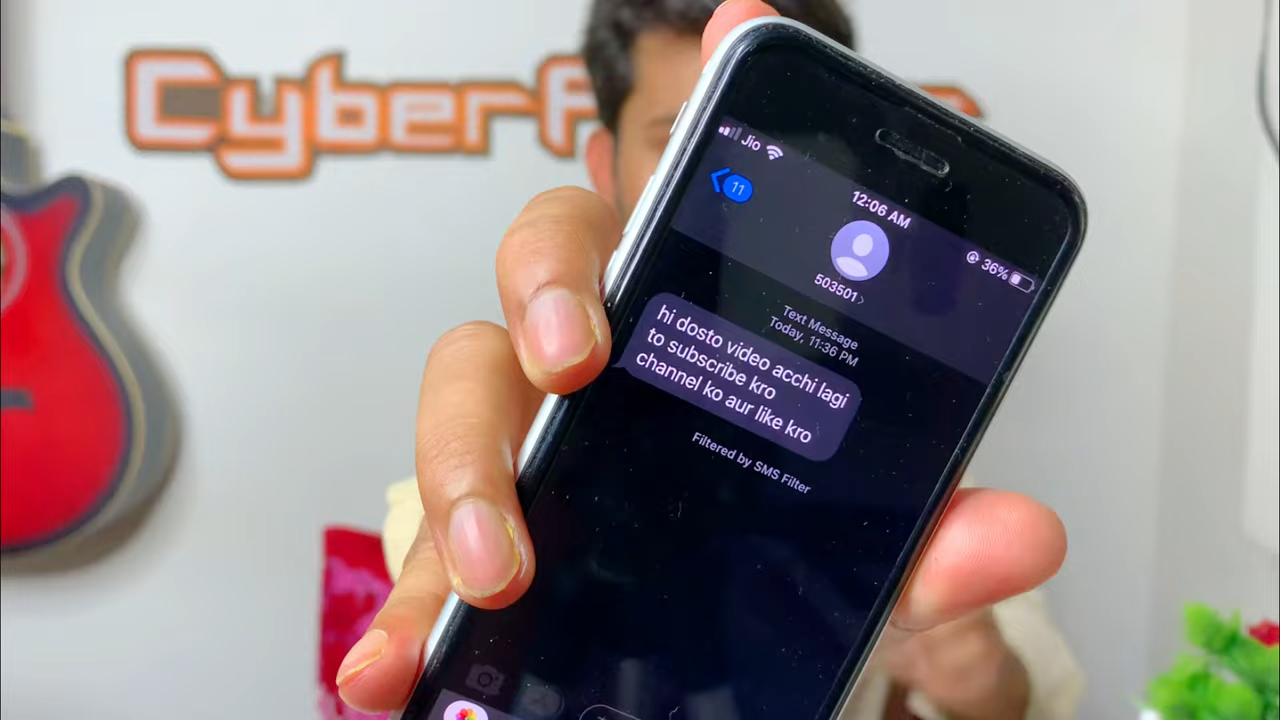 Jio
11
12:06 AM
36%
503501
Text Message
Today, 11:36 PM
hi dosto video acchi lagi
to subscribe kro
channel ko aur like kro
Filtered by SMS Filter